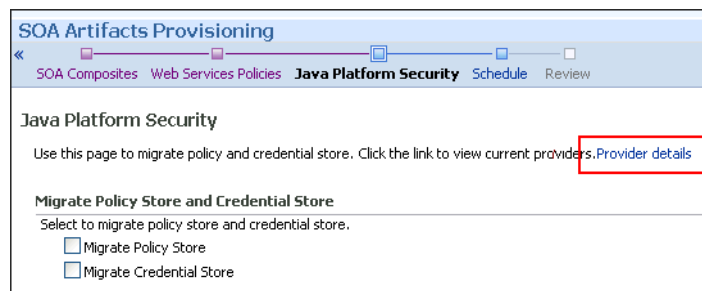 SOA Artifacts Provisioning
«
SOA Composites Web Services Policies Java Platform Security Schedule Review
Java Platform Security
Use this page to migrate policy and credential store. Click the link to view current providers.Provider details
Migrate Policy Store and Credential Store
Select to migrate policy store and credential store.
Migrate Policy Store
Migrate Credential Store